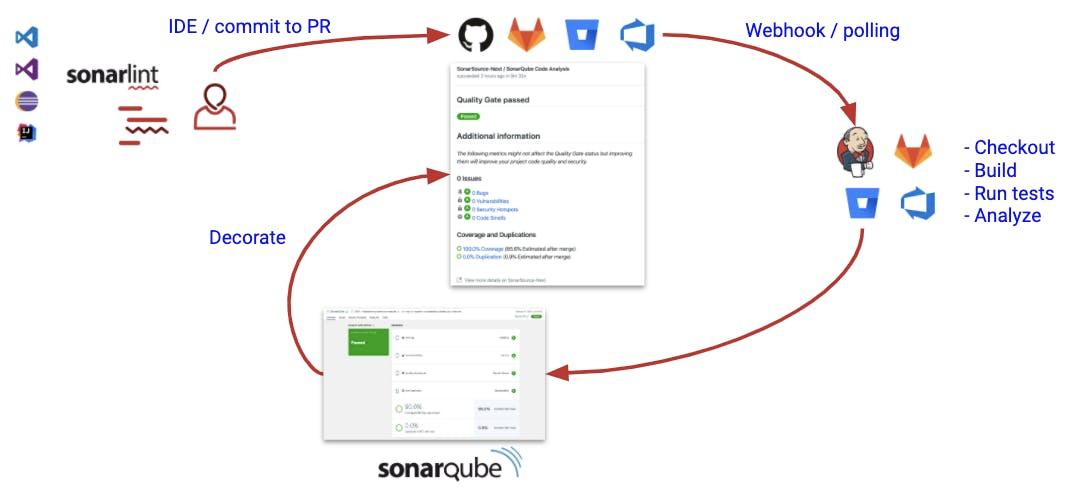 IDE / commit to PR
Webhook / polling
sonarlint
SonarSource-Next / SonarQube Code Analysis
succeeded 2 hours ago in 9m 32s
Quality Gate passed
Passed
Additional information
The following metrics might not affect the Quality Gate status but improving
them will improve your project code quality and security.
0 Issues
0 Bugs
0 Vulnerabilities
0 Security Hotspots
0 Code Smells
Coverage and Duplications
100.0% Coverage (85.6% Estimated after merge)
0.0% Duplication (0.9% Estimated after merge)
View more details on SonarSource-Next
- Checkout
- Build
- Run tests
- Analyze
Decorate
Passed
90.0%
0.0%
sonarqube